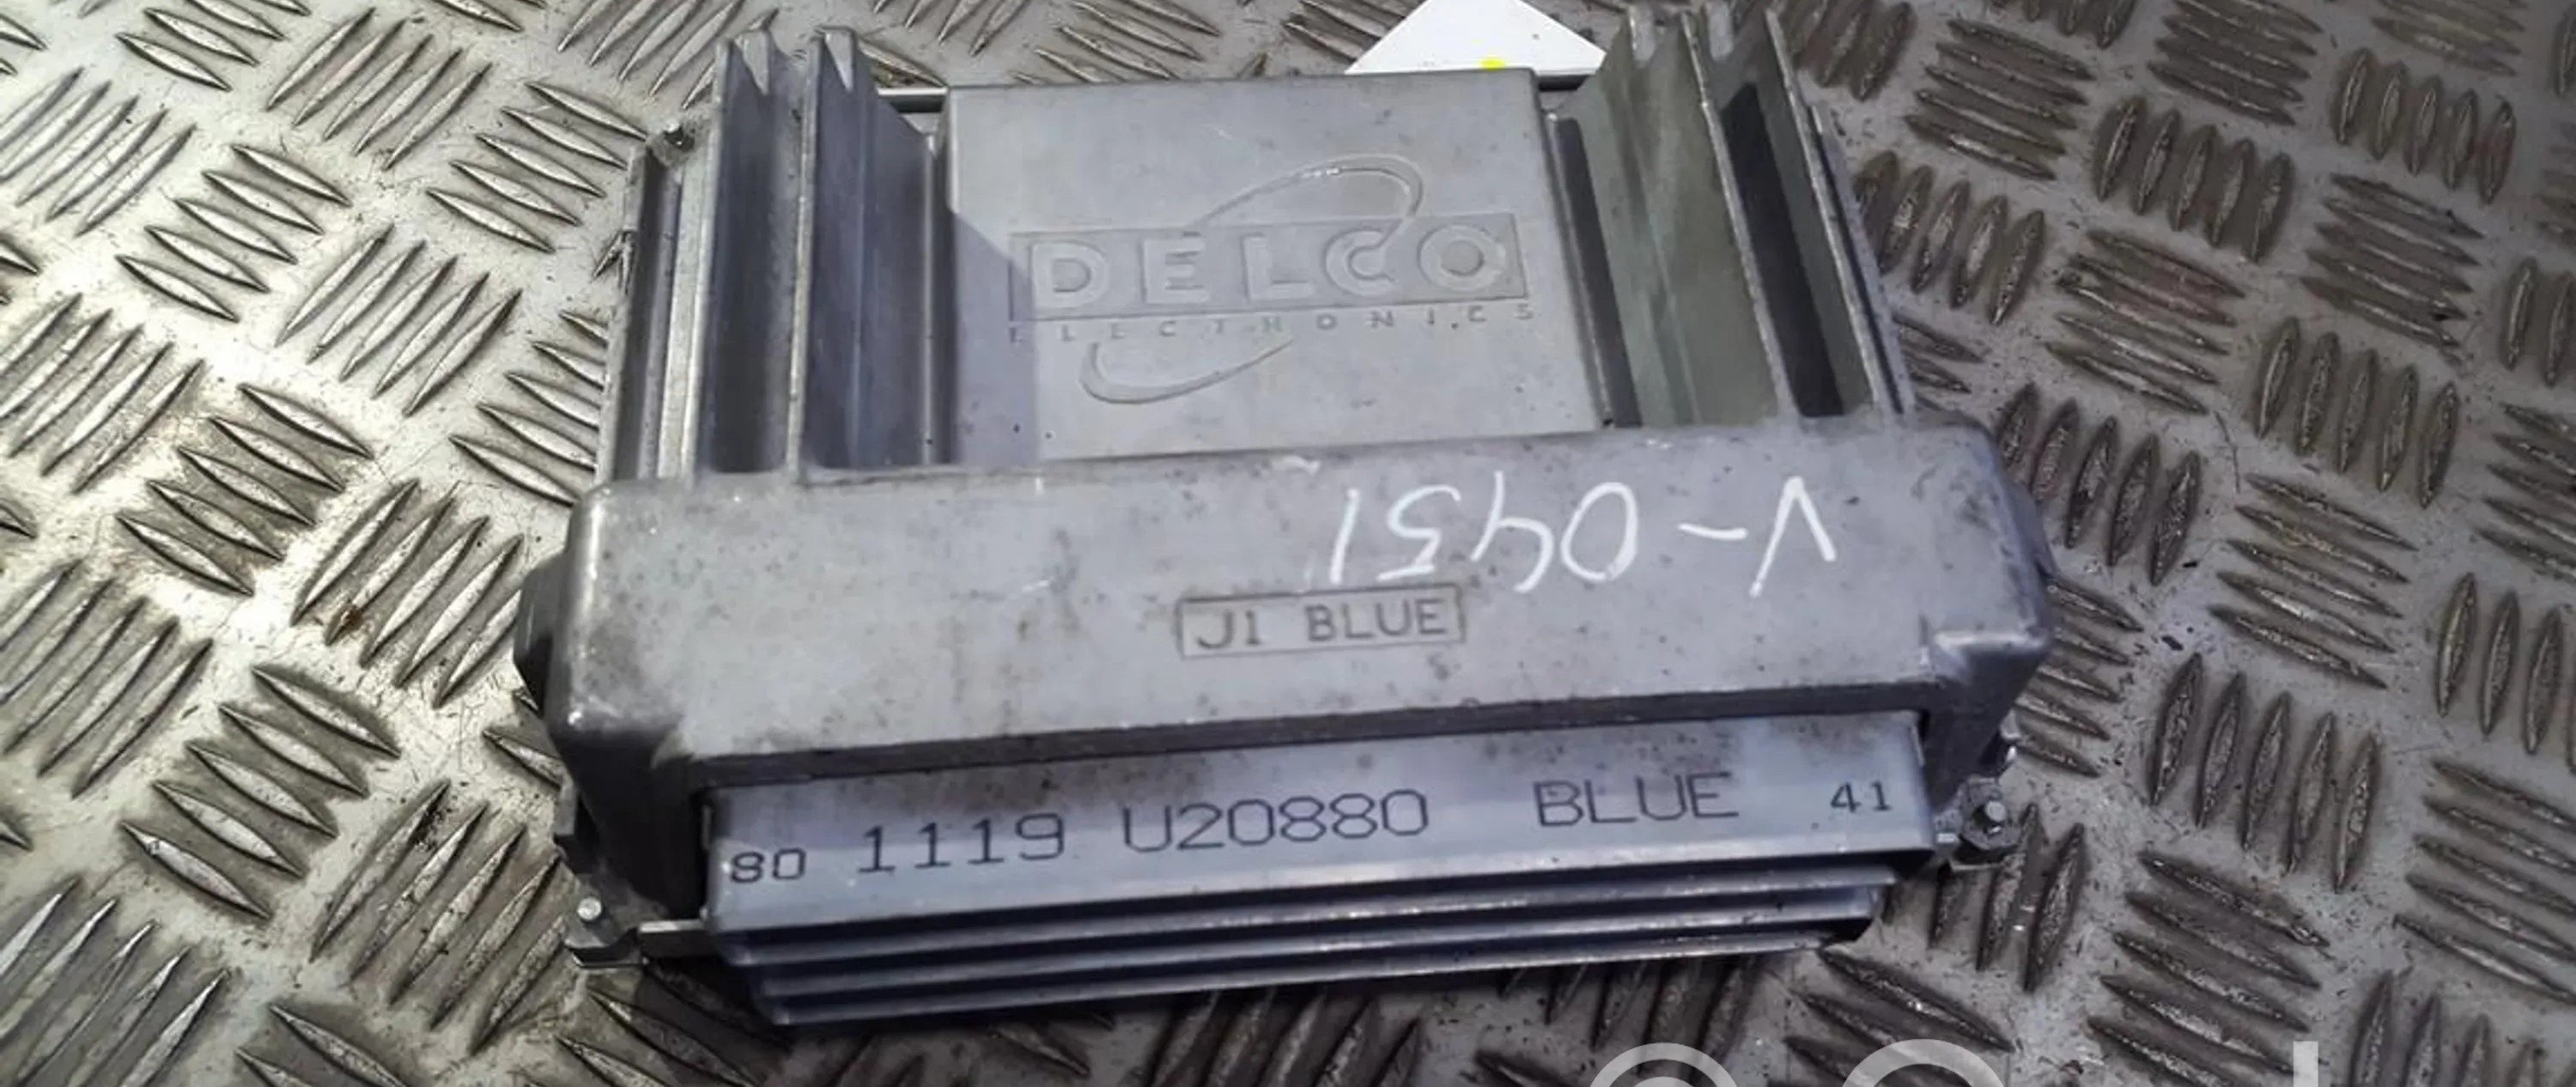 DELCO
ELECTRONICS
V-0451
J1 BLUE
80 1119 U20880 BLUE 41